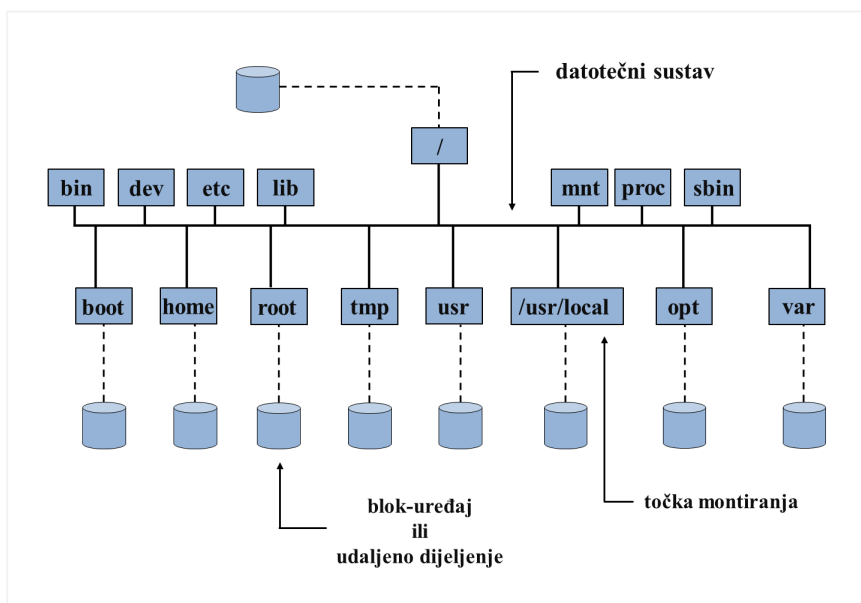 datotečni sustav
/
bin
dev
etc
lib
mnt
proc
sbin
boot
home
root
tmp
usr
/usr/local
opt
var
blok-uređaj
ili
udaljeno dijeljenje
točka montiranja